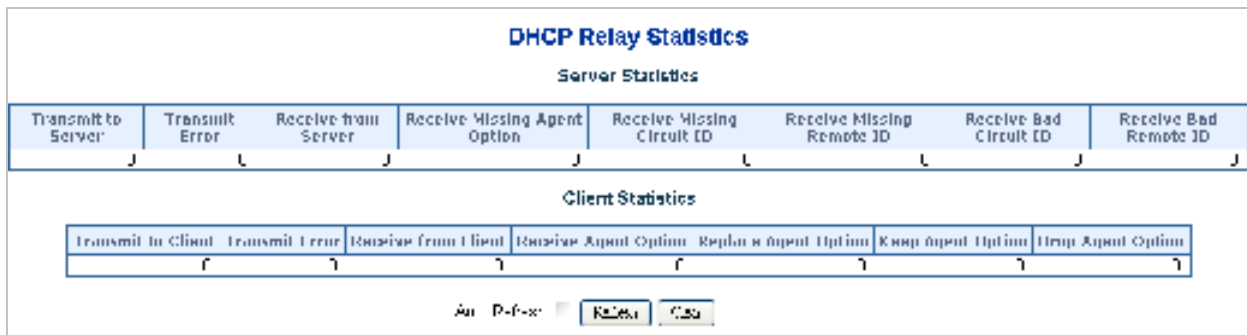 DHCP Relay Statistics
Server Statistics
Transmit to Server
Transmit Error
Receive from Server
Receive Missing Agent Option
Receive Missing Circuit ID
Receive Missing Remote ID
Receive Bad Circuit ID
Receive Bad Remote ID
Client Statistics
Transmit to Client
Transmit Error
Receive from Client
Receive Agent Option
Replace Agent Option
Keep Agent Option
Drop Agent Option
Refresh
Clear